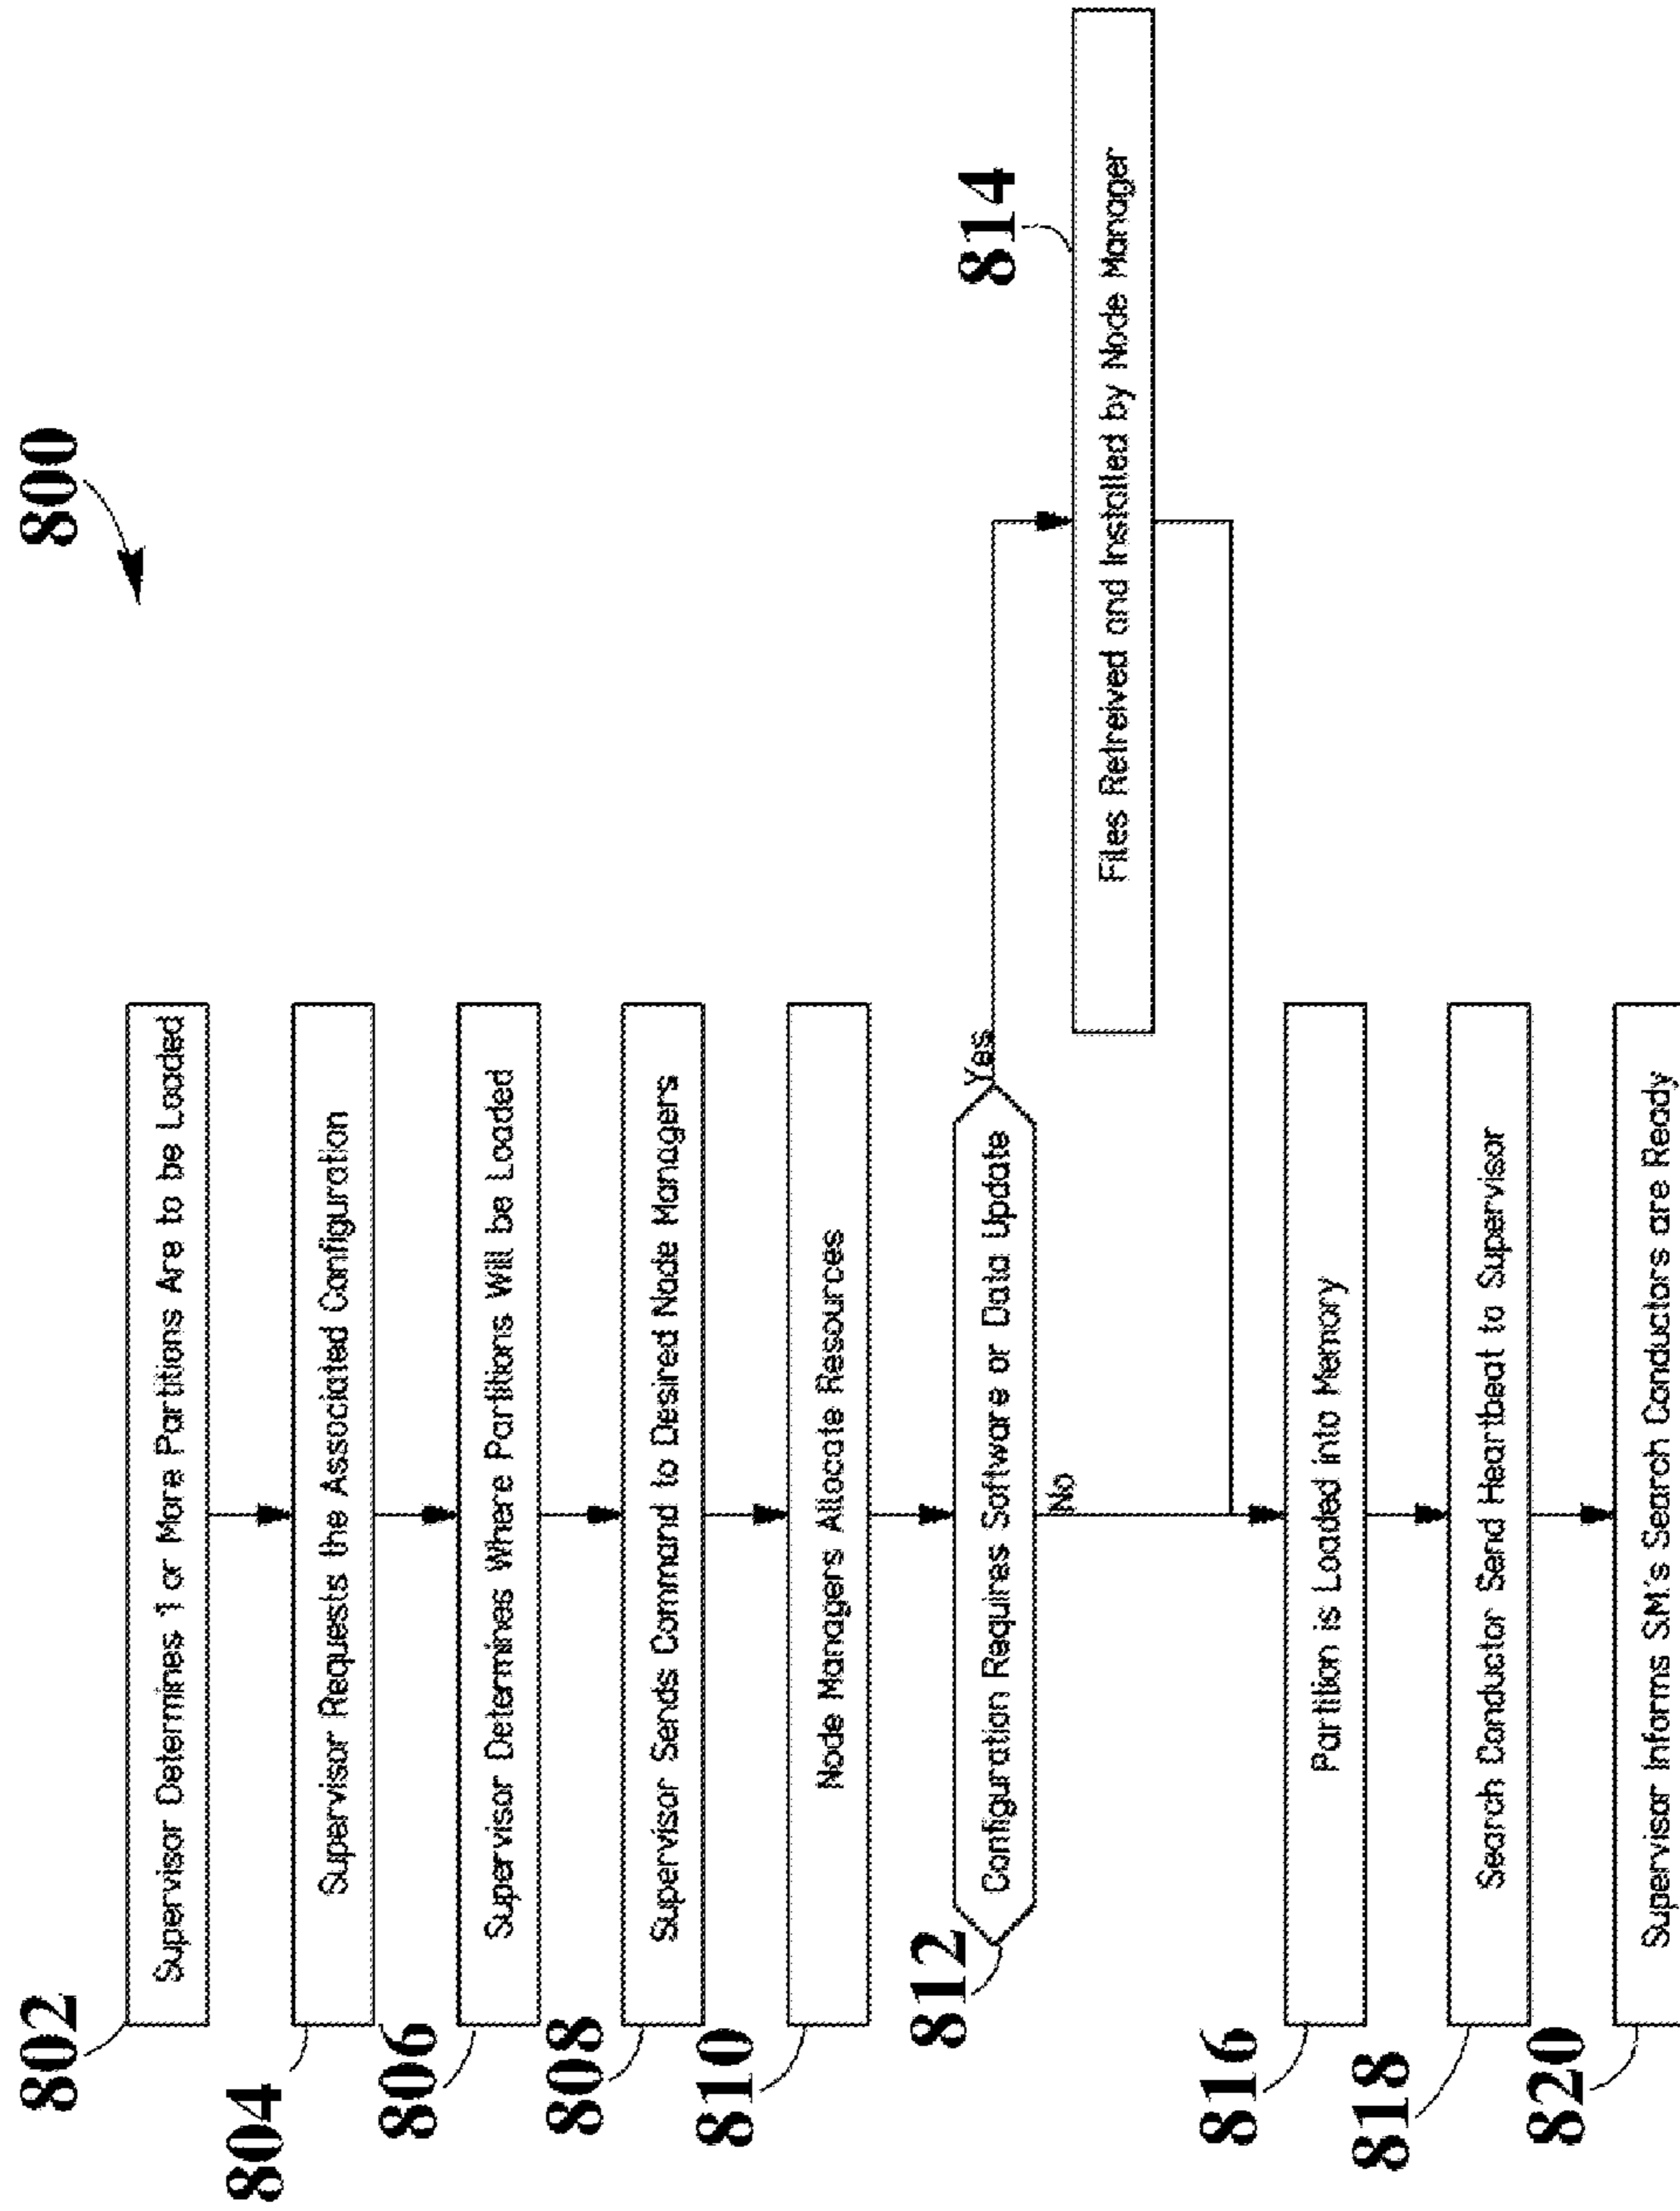 800
802
Supervisor Determines 1 or More Partitions Are to be Loaded
804
Supervisor Requests the Associated Configuration
806
Supervisor Determines Where Partitions Will be Loaded
808
Supervisor Sends Command to Desired Node Managers
810
Node Managers Allocate Resources
812
Configuration Requires Software or Data Update
Yes
No
814
Files Retreived and Installed by Node Manager
816
Partition is Loaded into Memory
818
Search Conductor Send Heartbeat to Supervisor
820
Supervisor Informs S.M.'s Search Conductors are Ready